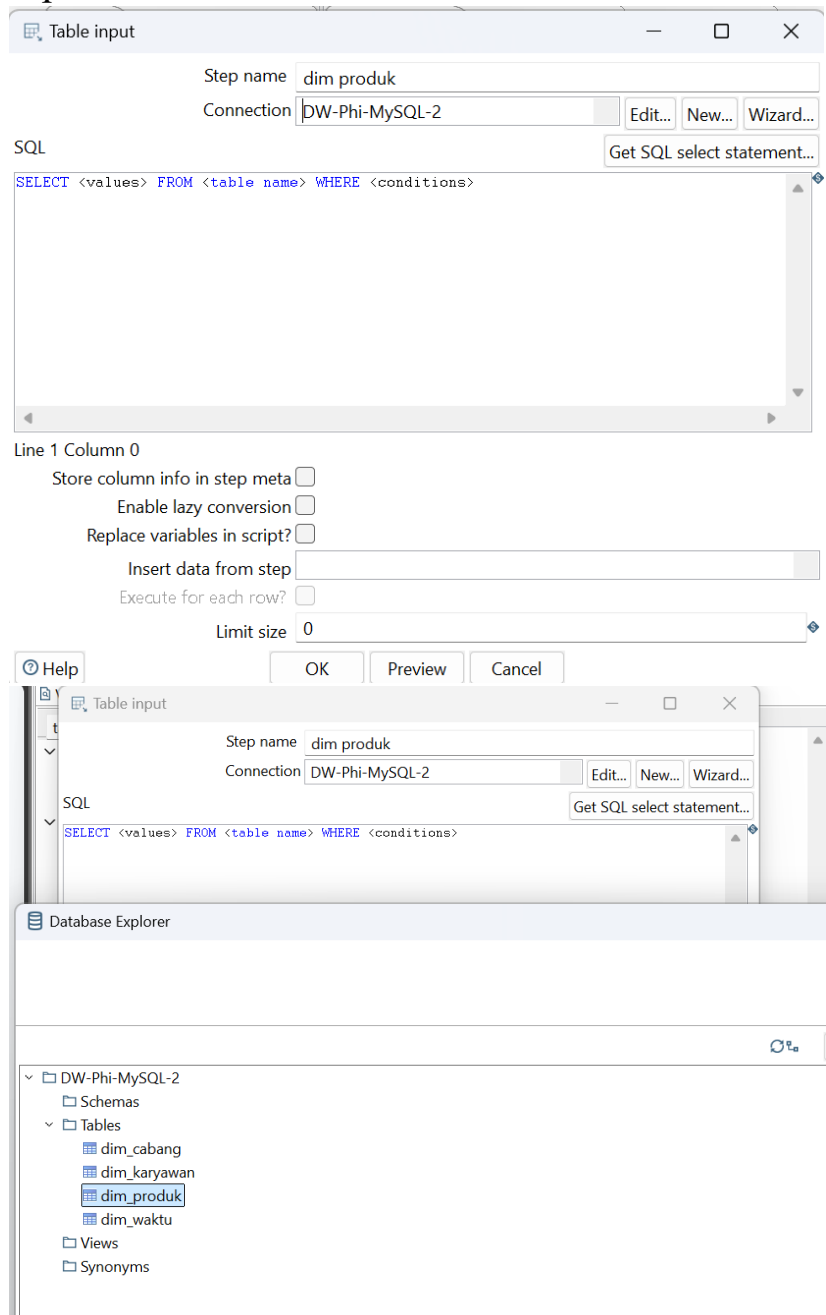 Table input
Step name dim produk
Connection DW-Phi-MySQL-2 Edit... New... Wizard...
SQL Get SQL select statement...
SELECT <values> FROM <table name> WHERE <conditions>
Line 1 Column 0
Store column info in step meta
Enable lazy conversion
Replace variables in script?
Insert data from step
Execute for each row?
Limit size 0
Help OK Preview Cancel
Table input
Step name dim produk
Connection DW-Phi-MySQL-2 Edit... New... Wizard...
SQL Get SQL select statement...
SELECT <values> FROM <table name> WHERE <conditions>
Database Explorer
DW-Phi-MySQL-2
Schemas
Tables
dim_cabang
dim_karyawan
dim_produk
dim_waktu
Views
Synonyms